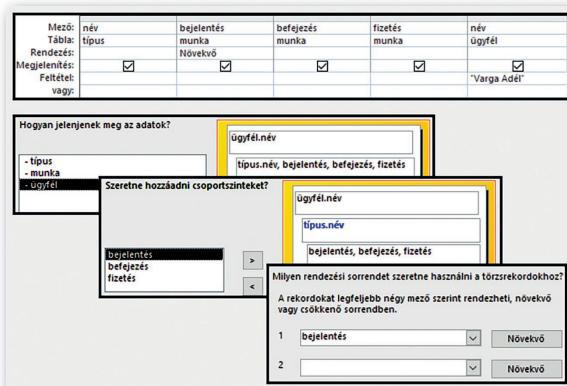 Mező: név bejelentés befejezés fizetés név
Tábla: típus munka munka munka ügyfél
Rendezés: Növekvő
Megjelenítés:
Feltétel: "Varga Adél"
vagy:
Hogyan jelenjenek meg az adatok?
- típus
- munka
- ügyfél
ügyfél.név
típus.név, bejelentés, befejezés, fizetés
Szeretne hozzáadni csoportszinteket?
bejelentés
befejezés
fizetés
>
<
ügyfél.név
típus.név
bejelentés, befejezés, fizetés
Milyen rendezési sorrendet szeretne használni a törzsrekordokhoz?
A rekordokat legfeljebb négy mező szerint rendezheti, növekvő
vagy csökkenő sorrendben.
1 bejelentés Növekvő
2 Növekvő